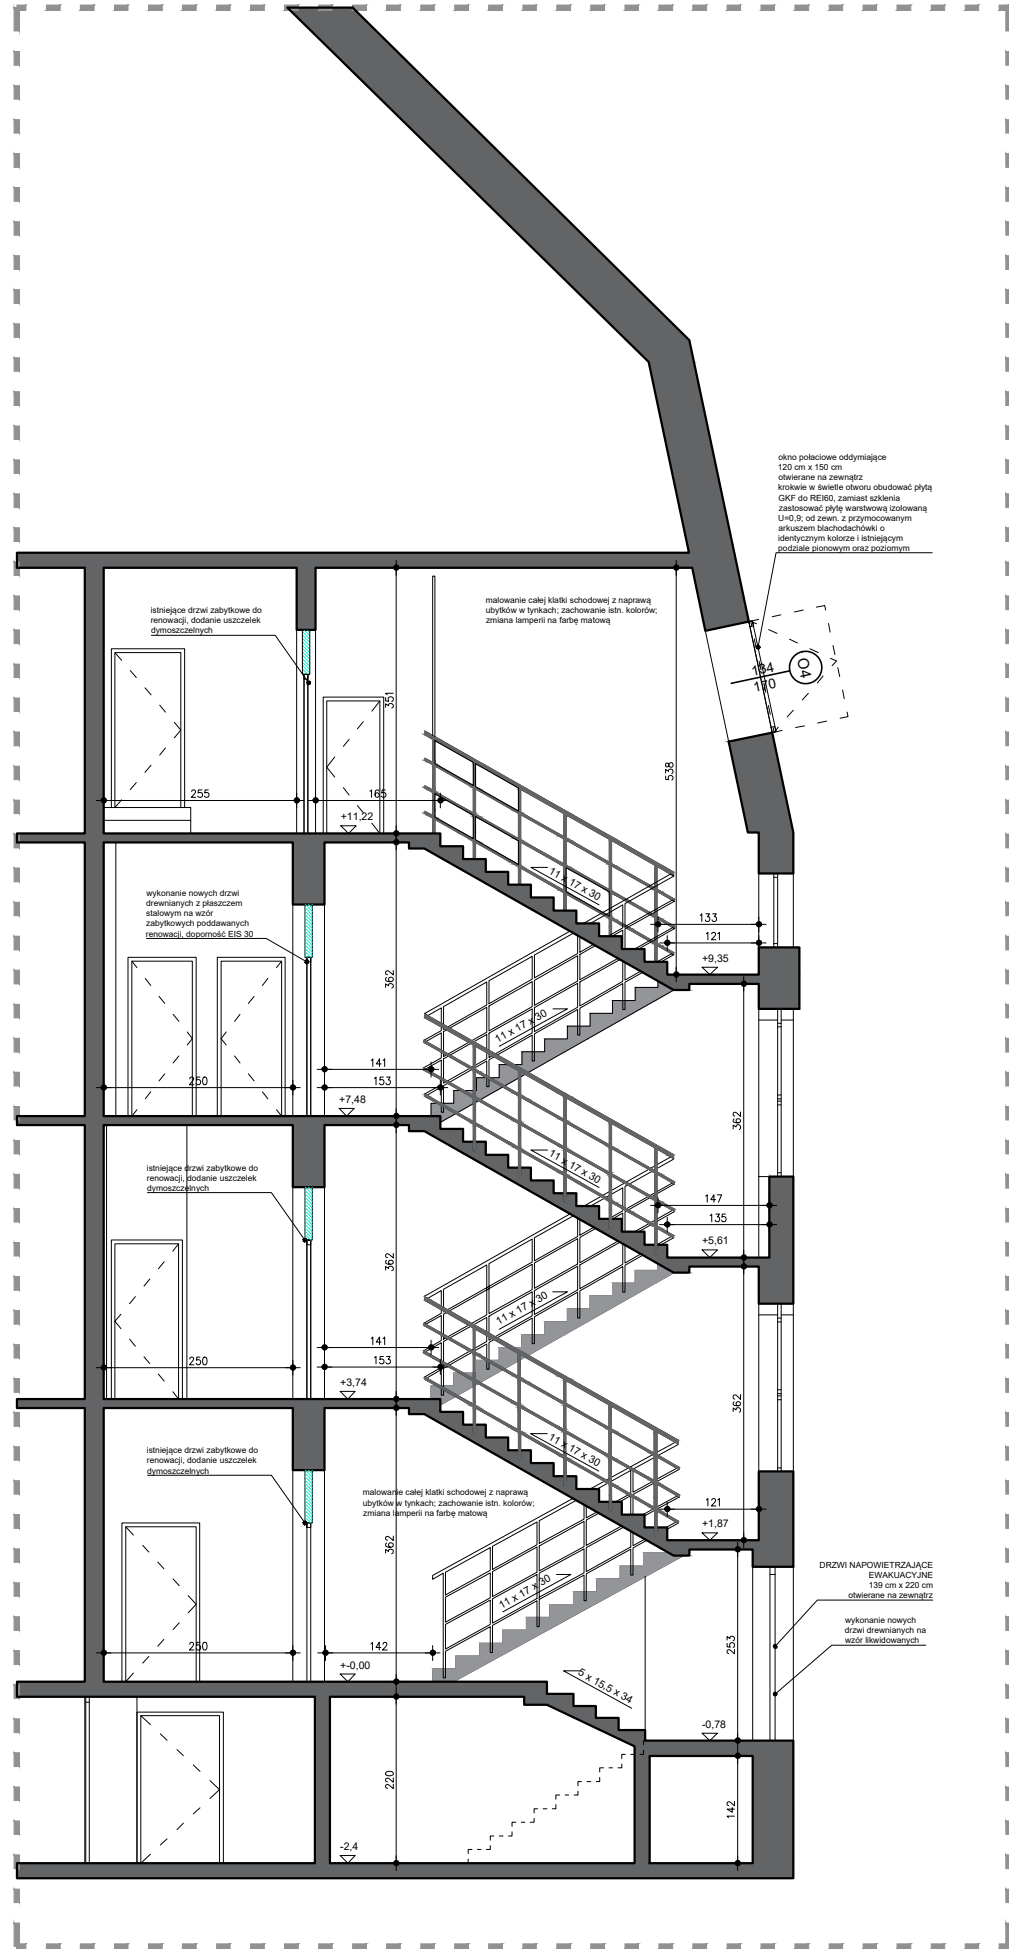 okno połaciowe oddymiające
120 cm x 150 cm
otwierane na zewnątrz
krokwie w świetle otworu obudować płytą
GKF do REI60, zamiast szklenia
zastosować płytę warstwową izolowaną
U=0,9; od zewn. z przymocowanym
arkuszem blachodachówki o
identycznym kolorze i istniejącym
podziale pionowym oraz poziomym
malowanie całej klatki schodowej z naprawą
ubytków w tynkach; zachowanie istn. kolorów;
zmiana lamperii na farbę matową
istniejące drzwi zabytkowe do
renowacji, dodanie uszczelek
dymoszczelnych
134
170
O4
351
538
255
165
+11,22
11 x 17 x 30
wykonanie nowych drzwi
drewnianych z płaszczem
stalowym na wzór
zabytkowych poddawanych
renowacji, doporność EIS 30
133
121
+9,35
362
11 x 17 x 30
141
250
153
+7,48
362
11 x 17 x 30
istniejące drzwi zabytkowe do
renowacji, dodanie uszczelek
dymoszczelnych
147
135
+5,61
362
11 x 17 x 30
141
250
153
+3,74
362
11 x 17 x 30
istniejące drzwi zabytkowe do
renowacji, dodanie uszczelek
dymoszczelnych
malowanie całej klatki schodowej z naprawą
ubytków w tynkach; zachowanie istn. kolorów;
zmiana lamperii na farbę matową
121
+1,87
362
DRZWI NAPOWIETRZAJĄCE
EWAKUACYJNE
139 cm x 220 cm
otwierane na zewnątrz
11 x 17 x 30
wykonanie nowych
drzwi drewnianych na
wzór likwidowanych
250
142
253
+-0,00
5 x 15,5 x 34
-0,78
220
142
-2,4